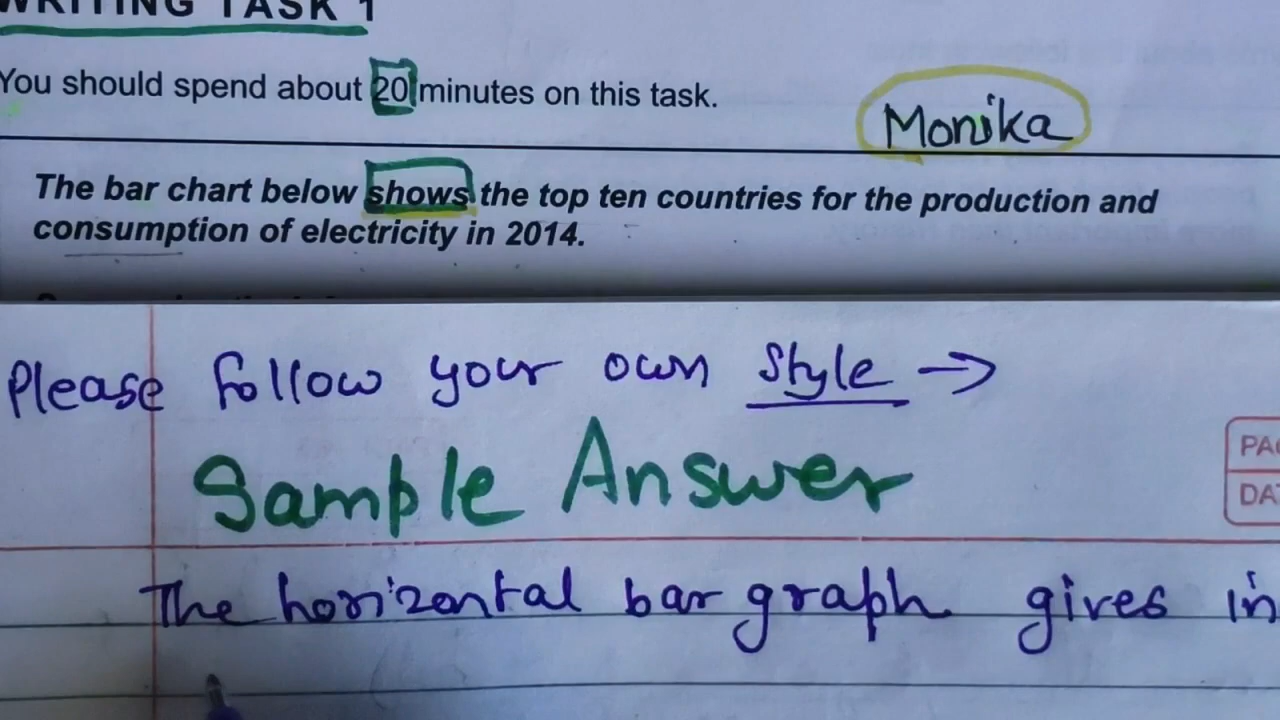 WRITING TASK 1
You should spend about 20 minutes on this task.
Monika
The bar chart below shows the top ten countries for the production and
consumption of electricity in 2014.
Please follow your own style →
Sample Answer
PAG
DAT
The horizontal bar graph gives in